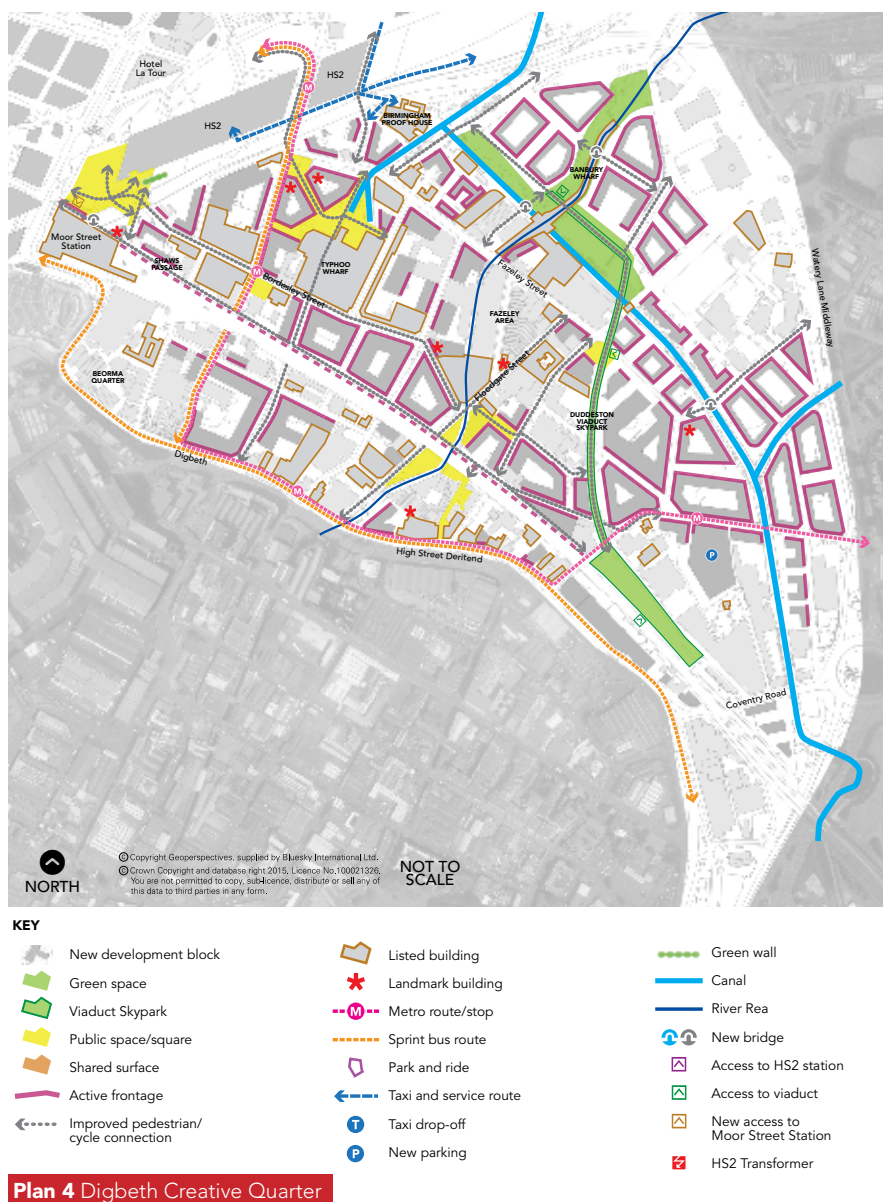 Hotel
La Tour
HS2
HS2
M
BIRMINGHAM
PROOF HOUSE
BANBURY
WHARF
Moor Street
Station
SHAWS
PASSAGE
M
TYPHOO
WHARF
Bordesley Street
Fazeley Street
FAZELEY
AREA
Watery Lane Middleway
BEORMA
QUARTER
Floodgate Street
DUDDESTON
VIADUCT
SKYPARK
Digbeth
M
M
High Street Deritend
P
Coventry Road
NORTH
© Copyright Geoperspectives, supplied by Bluesky International Ltd.
© Crown Copyright and database right 2015, Licence No.100021326,
You are not permitted to copy, sub-licence, distribute or sell any of
this data to third parties in any form.
NOT TO
SCALE
KEY
New development block
Green space
Viaduct Skypark
Public space/square
Shared surface
Active frontage
Improved pedestrian/
cycle connection
Listed building
Landmark building
M Metro route/stop
Sprint bus route
Park and ride
Taxi and service route
T Taxi drop-off
P New parking
Green wall
Canal
River Rea
New bridge
Access to HS2 station
Access to viaduct
New access to
Moor Street Station
HS2 Transformer
Plan 4 Digbeth Creative Quarter